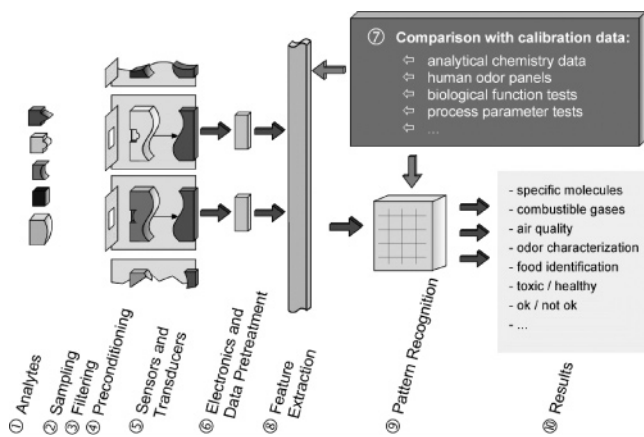 ⑦ Comparison with calibration data:
⇦ analytical chemistry data
⇦ human odor panels
⇦ biological function tests
⇦ process parameter tests
⇦ ...
- specific molecules
- combustible gases
- air quality
- odor characterization
- food identification
- toxic / healthy
- ok / not ok
- ...
① Analytes
② Sampling
③ Filtering
④ Preconditioning
⑤ Sensors and
Transducers
⑥ Electronics and
Data Pretreatment
⑧ Feature
Extraction
⑨ Pattern Recognition
⑩ Results